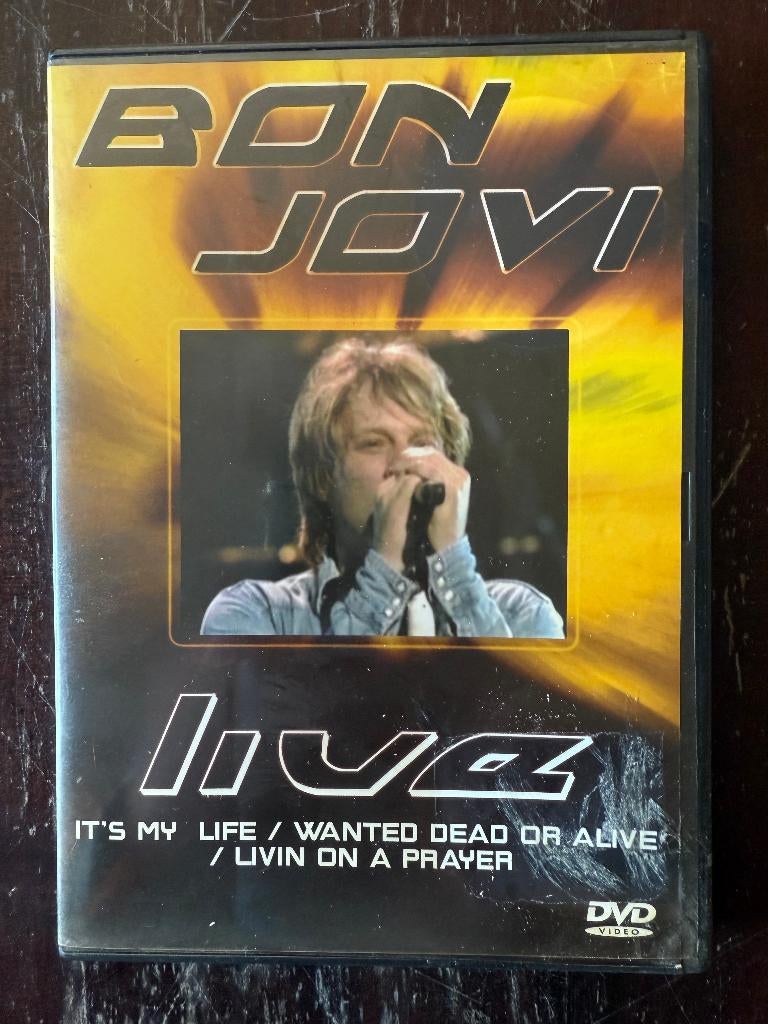 BON
JOVI
live
IT'S MY LIFE / WANTED DEAD OR ALIVE
/ LIVIN ON A PRAYER
DVD
VIDEO